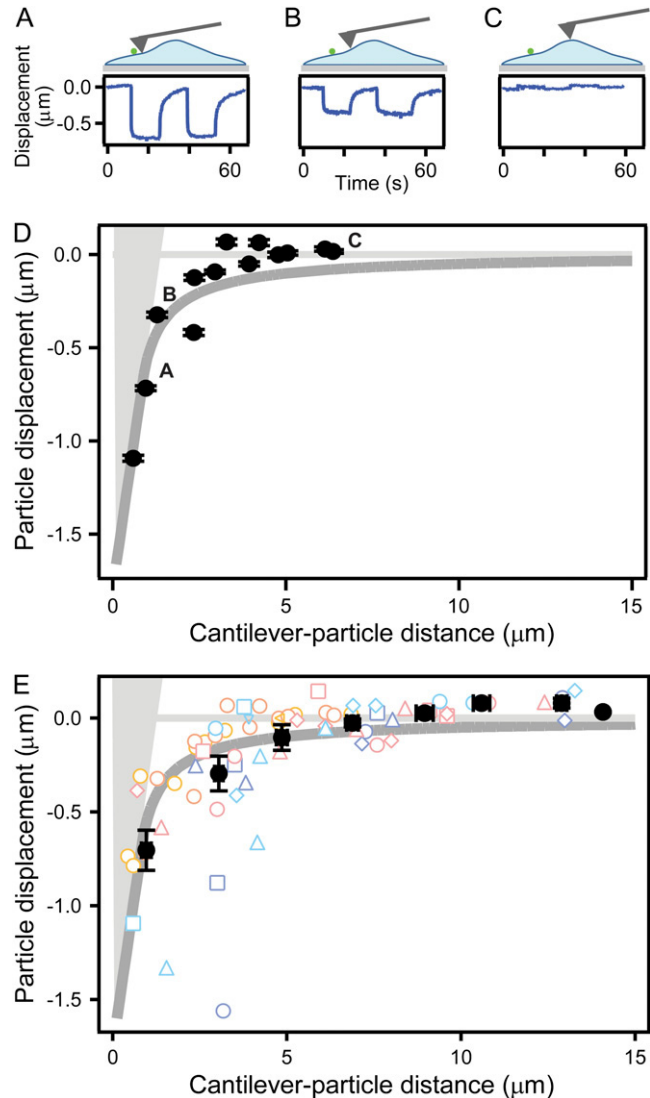 A
B
C
Displacement
(μm)
0.0
-0.5
60
60
60
Time (s)
D
Particle displacement (μm)
0.0
-0.5
-1.0
-1.5
A
B
C
0
5
10
15
Cantilever-particle distance (μm)
E
Particle displacement (μm)
0.0
-0.5
-1.0
-1.5
0
5
10
15
Cantilever-particle distance (μm)